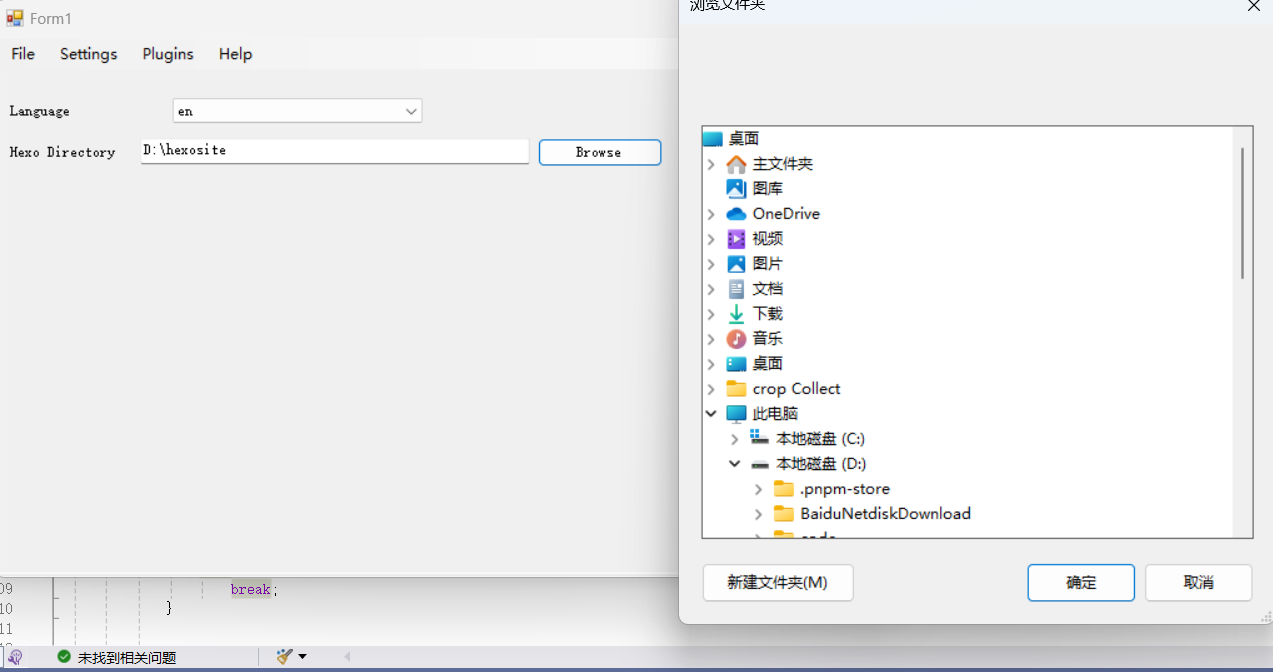 Form1
File Settings Plugins Help
Language en
Hexo Directory D:\hexosite Browse
浏览文件夹
桌面
主文件夹
图库
OneDrive
视频
图片
文档
下载
音乐
桌面
crop Collect
此电脑
本地磁盘 (C:)
本地磁盘 (D:)
.pnpm-store
BaiduNetdiskDownload
新建文件夹(M) 确定 取消
09 break;
10 }
11
未找到相关问题